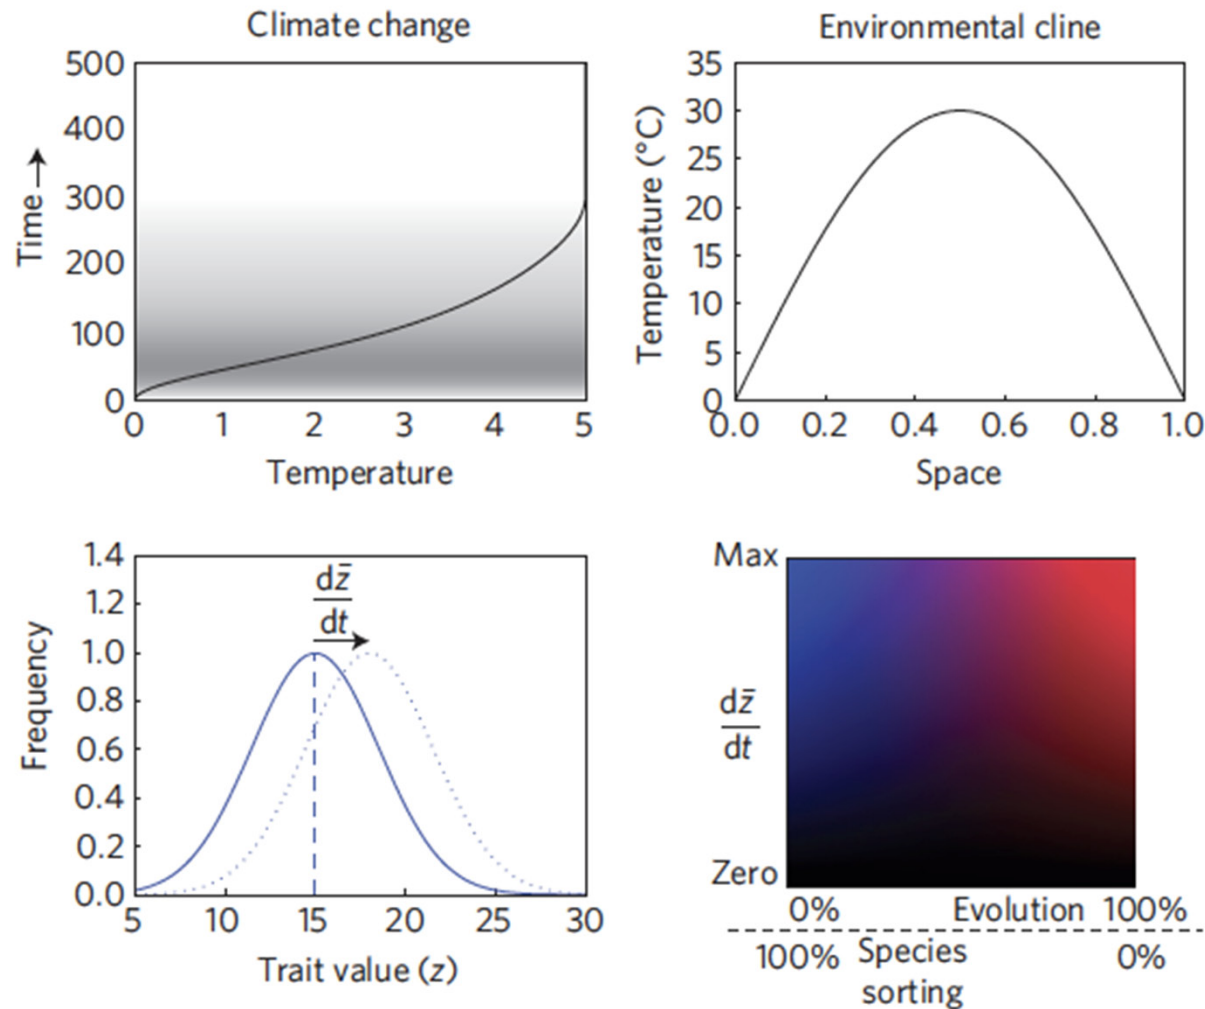 Climate change
500
400
300
200
100
0
Time →
0 1 2 3 4 5
Temperature
Environmental cline
35
30
25
20
15
10
5
0
Temperature (°C)
0.0 0.2 0.4 0.6 0.8 1.0
Space
1.4
1.2
1.0
0.8
0.6
0.4
0.2
0.0
Frequency
dz̄
dt
5 10 15 20 25 30
Trait value (z)
Max
dz̄
dt
Zero
0% Evolution 100%
100% Species 0%
sorting